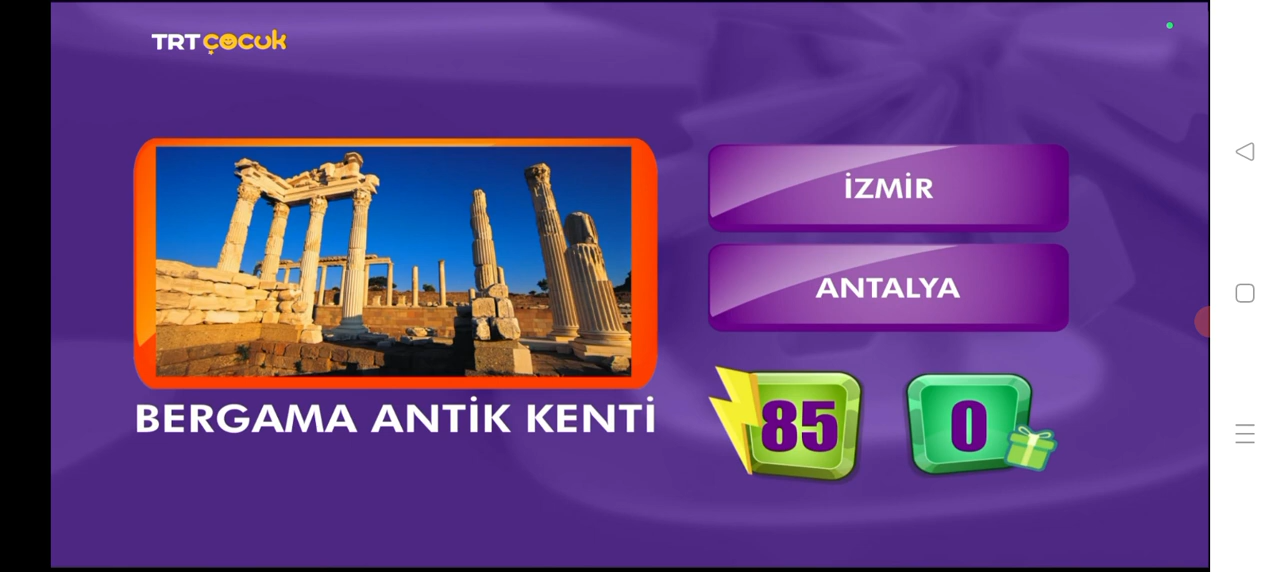 TRT çocuk
İZMİR
ANTALYA
BERGAMA ANTİK KENTİ
85
0